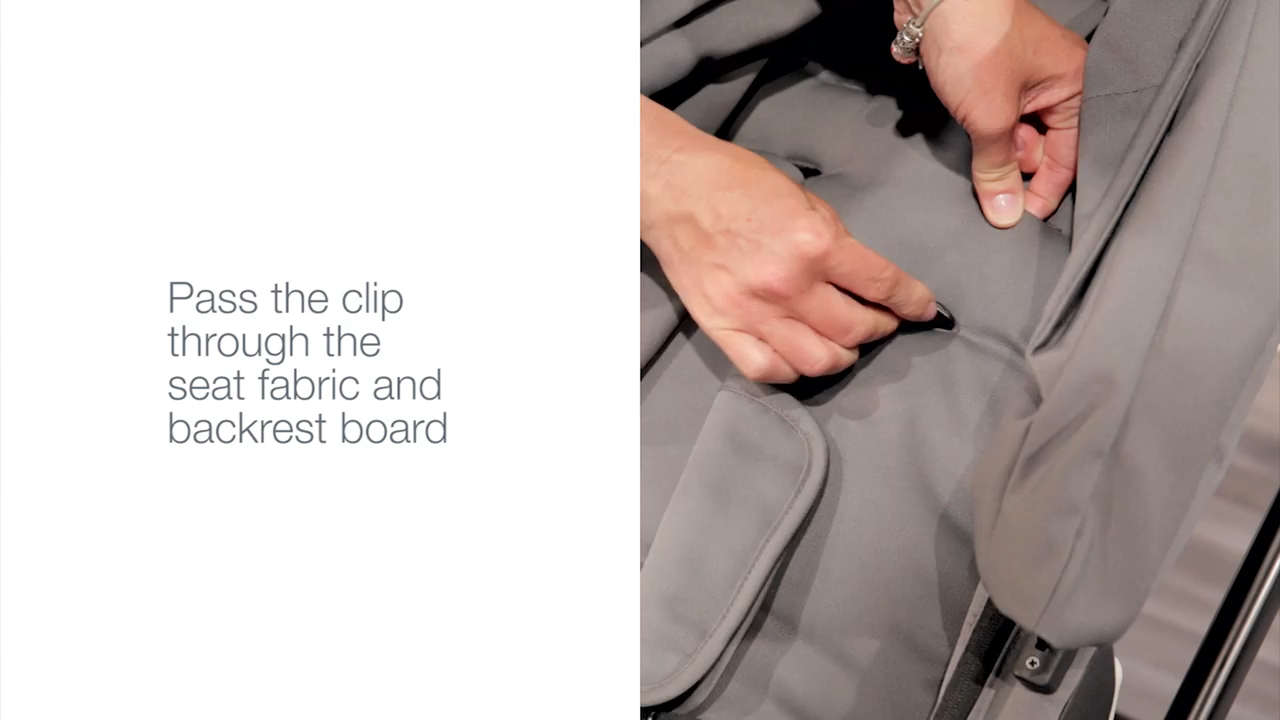 Pass the clip
through the
seat fabric and
backrest board